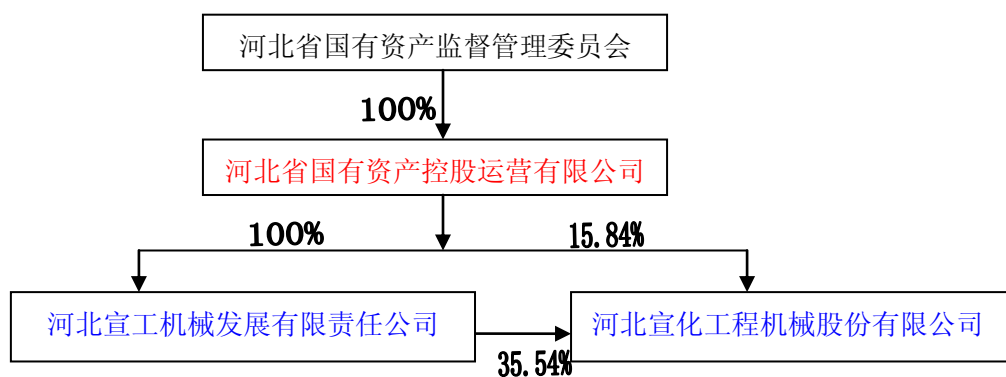 河北省国有资产监督管理委员会
100%
河北省国有资产控股运营有限公司
100%
15.84%
河北宣工机械发展有限责任公司
河北宣化工程机械股份有限公司
35.54%